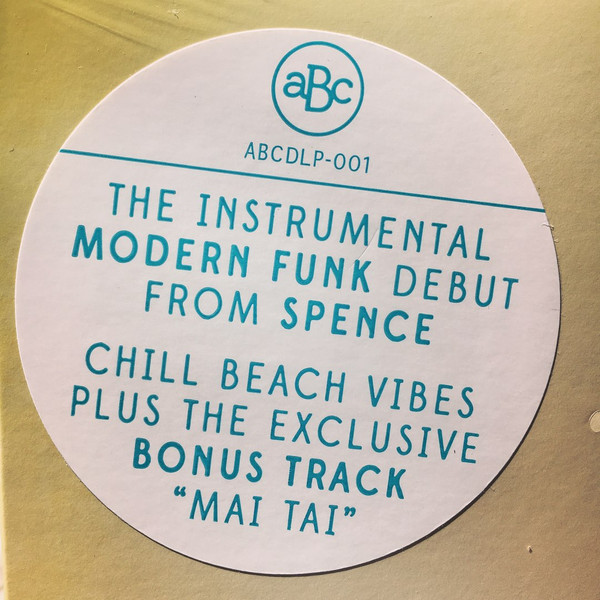 aBc
ABCDLP-001
THE INSTRUMENTAL
MODERN FUNK DEBUT
FROM SPENCE
CHILL BEACH VIBES
PLUS THE EXCLUSIVE
BONUS TRACK
“MAI TAI”